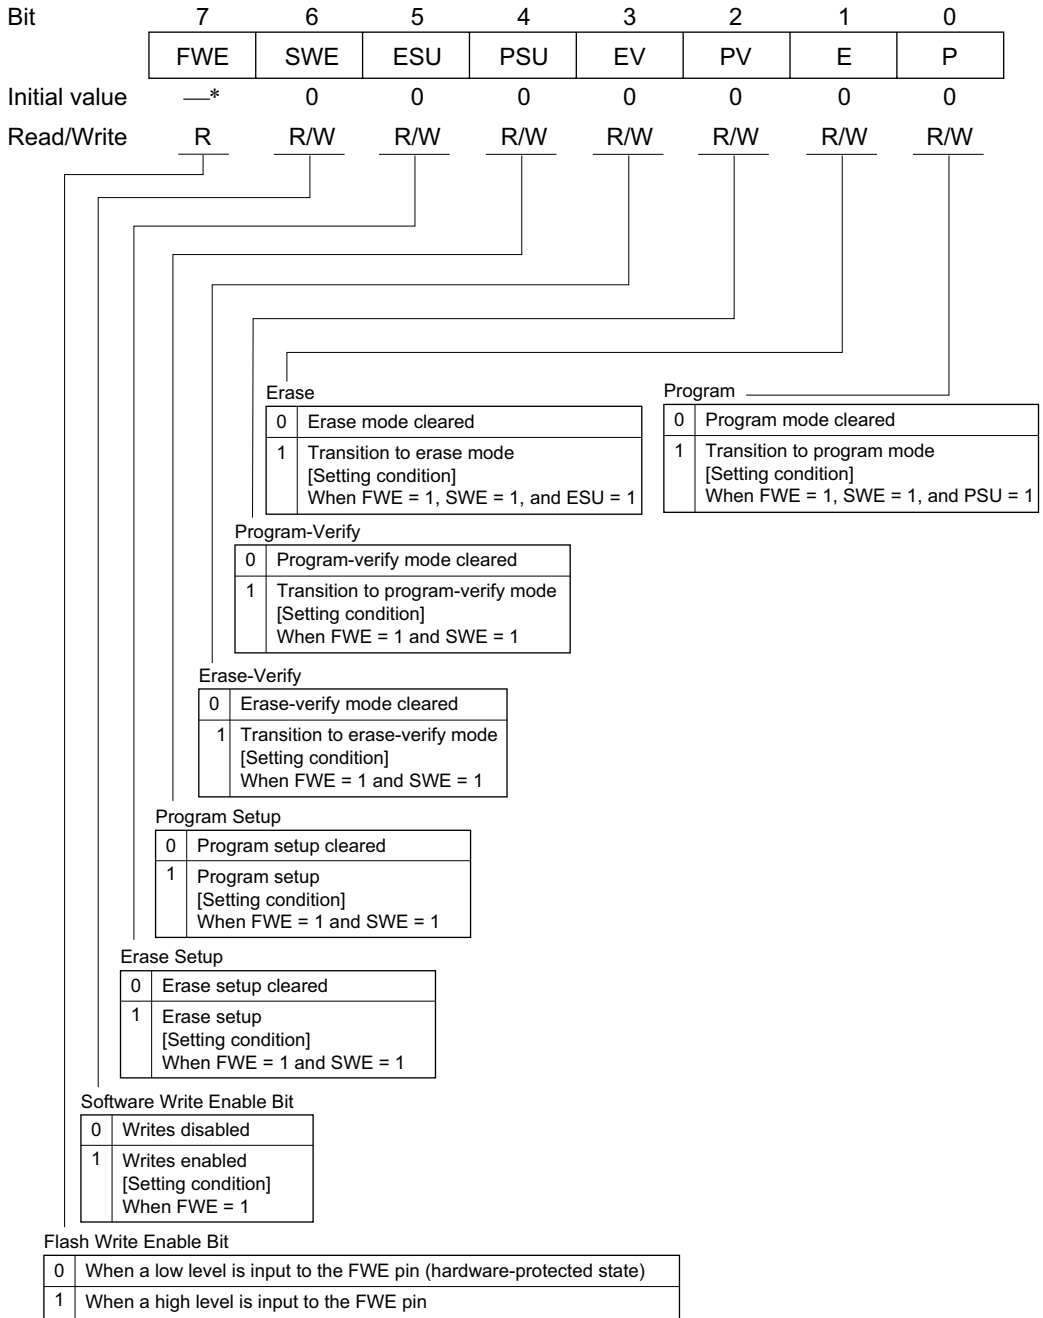 Bit 7 6 5 4 3 2 1 0
FWE SWE ESU PSU EV PV E P
Initial value —* 0 0 0 0 0 0 0
Read/Write R R/W R/W R/W R/W R/W R/W R/W
Erase
0 Erase mode cleared
1 Transition to erase mode
[Setting condition]
When FWE = 1, SWE = 1, and ESU = 1
Program
0 Program mode cleared
1 Transition to program mode
[Setting condition]
When FWE = 1, SWE = 1, and PSU = 1
Program-Verify
0 Program-verify mode cleared
1 Transition to program-verify mode
[Setting condition]
When FWE = 1 and SWE = 1
Erase-Verify
0 Erase-verify mode cleared
1 Transition to erase-verify mode
[Setting condition]
When FWE = 1 and SWE = 1
Program Setup
0 Program setup cleared
1 Program setup
[Setting condition]
When FWE = 1 and SWE = 1
Erase Setup
0 Erase setup cleared
1 Erase setup
[Setting condition]
When FWE = 1 and SWE = 1
Software Write Enable Bit
0 Writes disabled
1 Writes enabled
[Setting condition]
When FWE = 1
Flash Write Enable Bit
0 When a low level is input to the FWE pin (hardware-protected state)
1 When a high level is input to the FWE pin